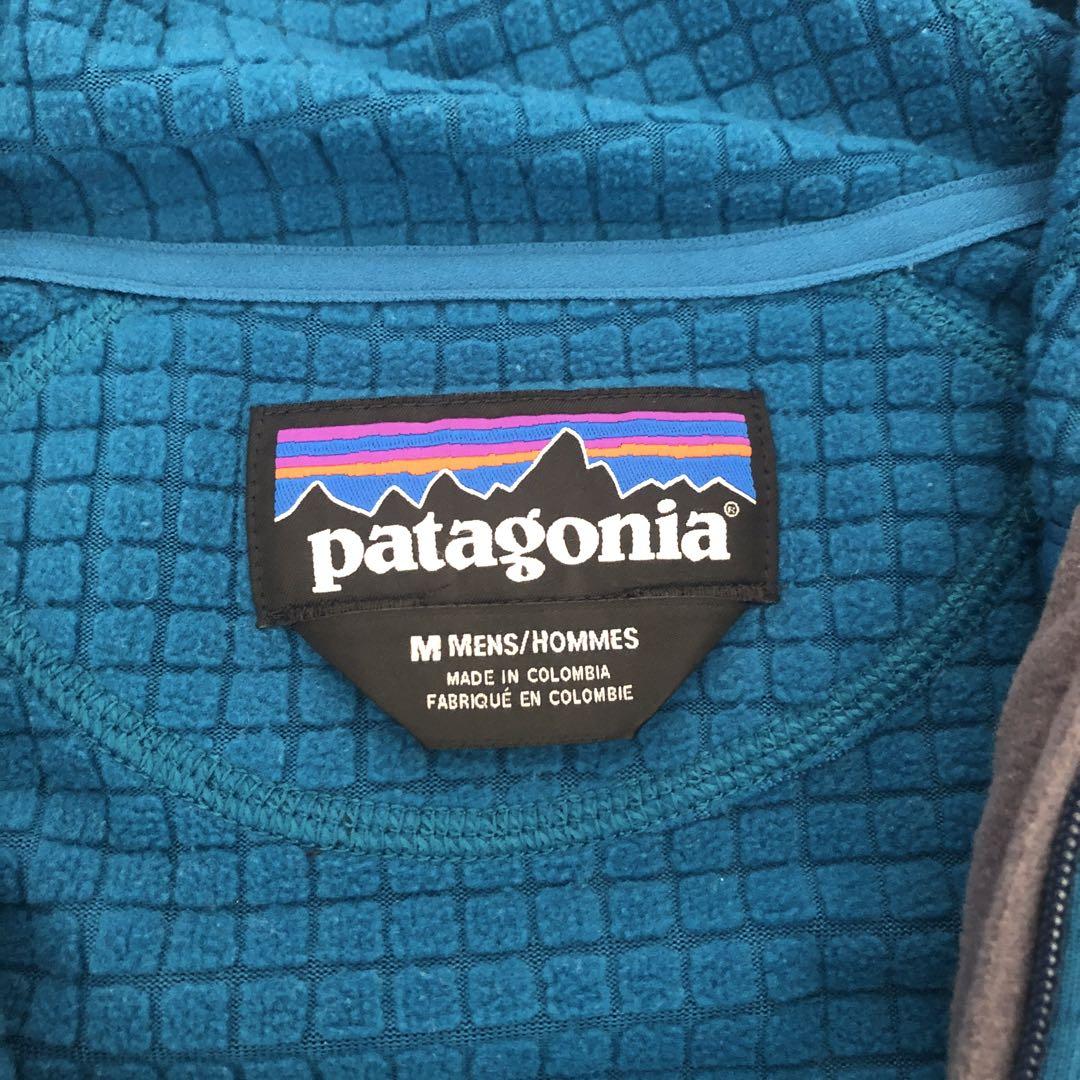 patagonia®
M MENS/HOMMES
MADE IN COLOMBIA
FABRIQUÉ EN COLOMBIE